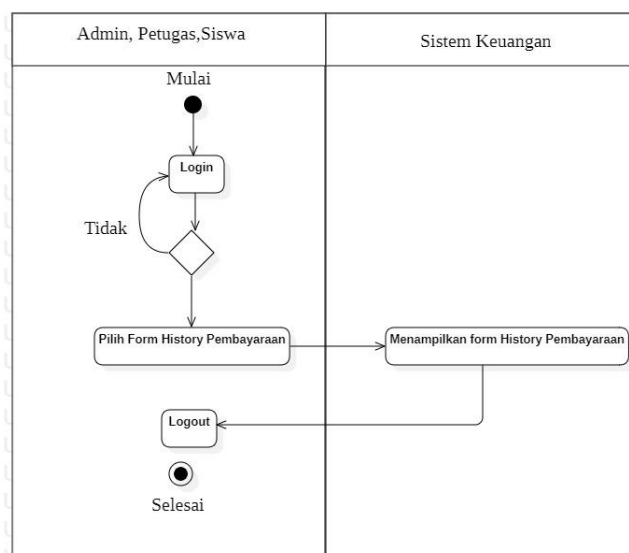 Admin, Petugas,Siswa
Sistem Keuangan
Mulai
Login
Tidak
Pilih Form History Pembayaraan
Menampilkan form History Pembayaraan
Logout
Selesai